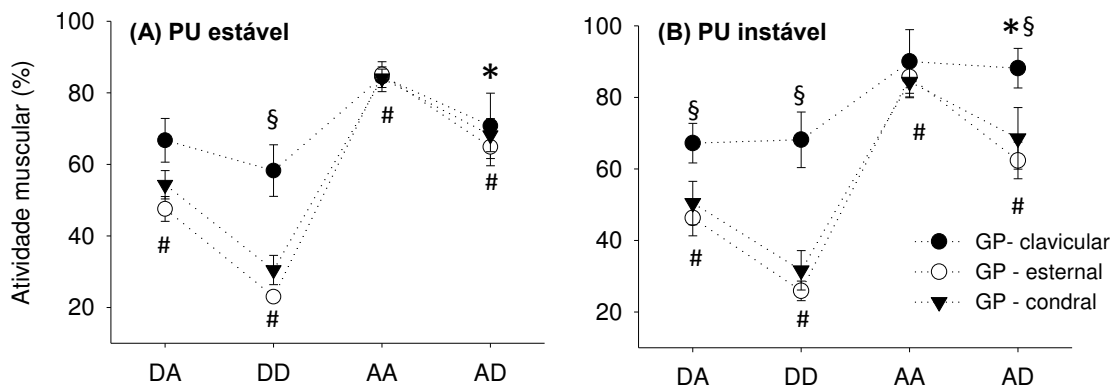 (A) PU estável
(B) PU instável
Atividade muscular (%)
100
80
60
40
20
100
80
60
40
20
*
§
#
#
#
#
* §
§
§
#
#
#
#
GP- clavicular
GP - esternal
GP - condral
DA DD AA AD
DA DD AA AD